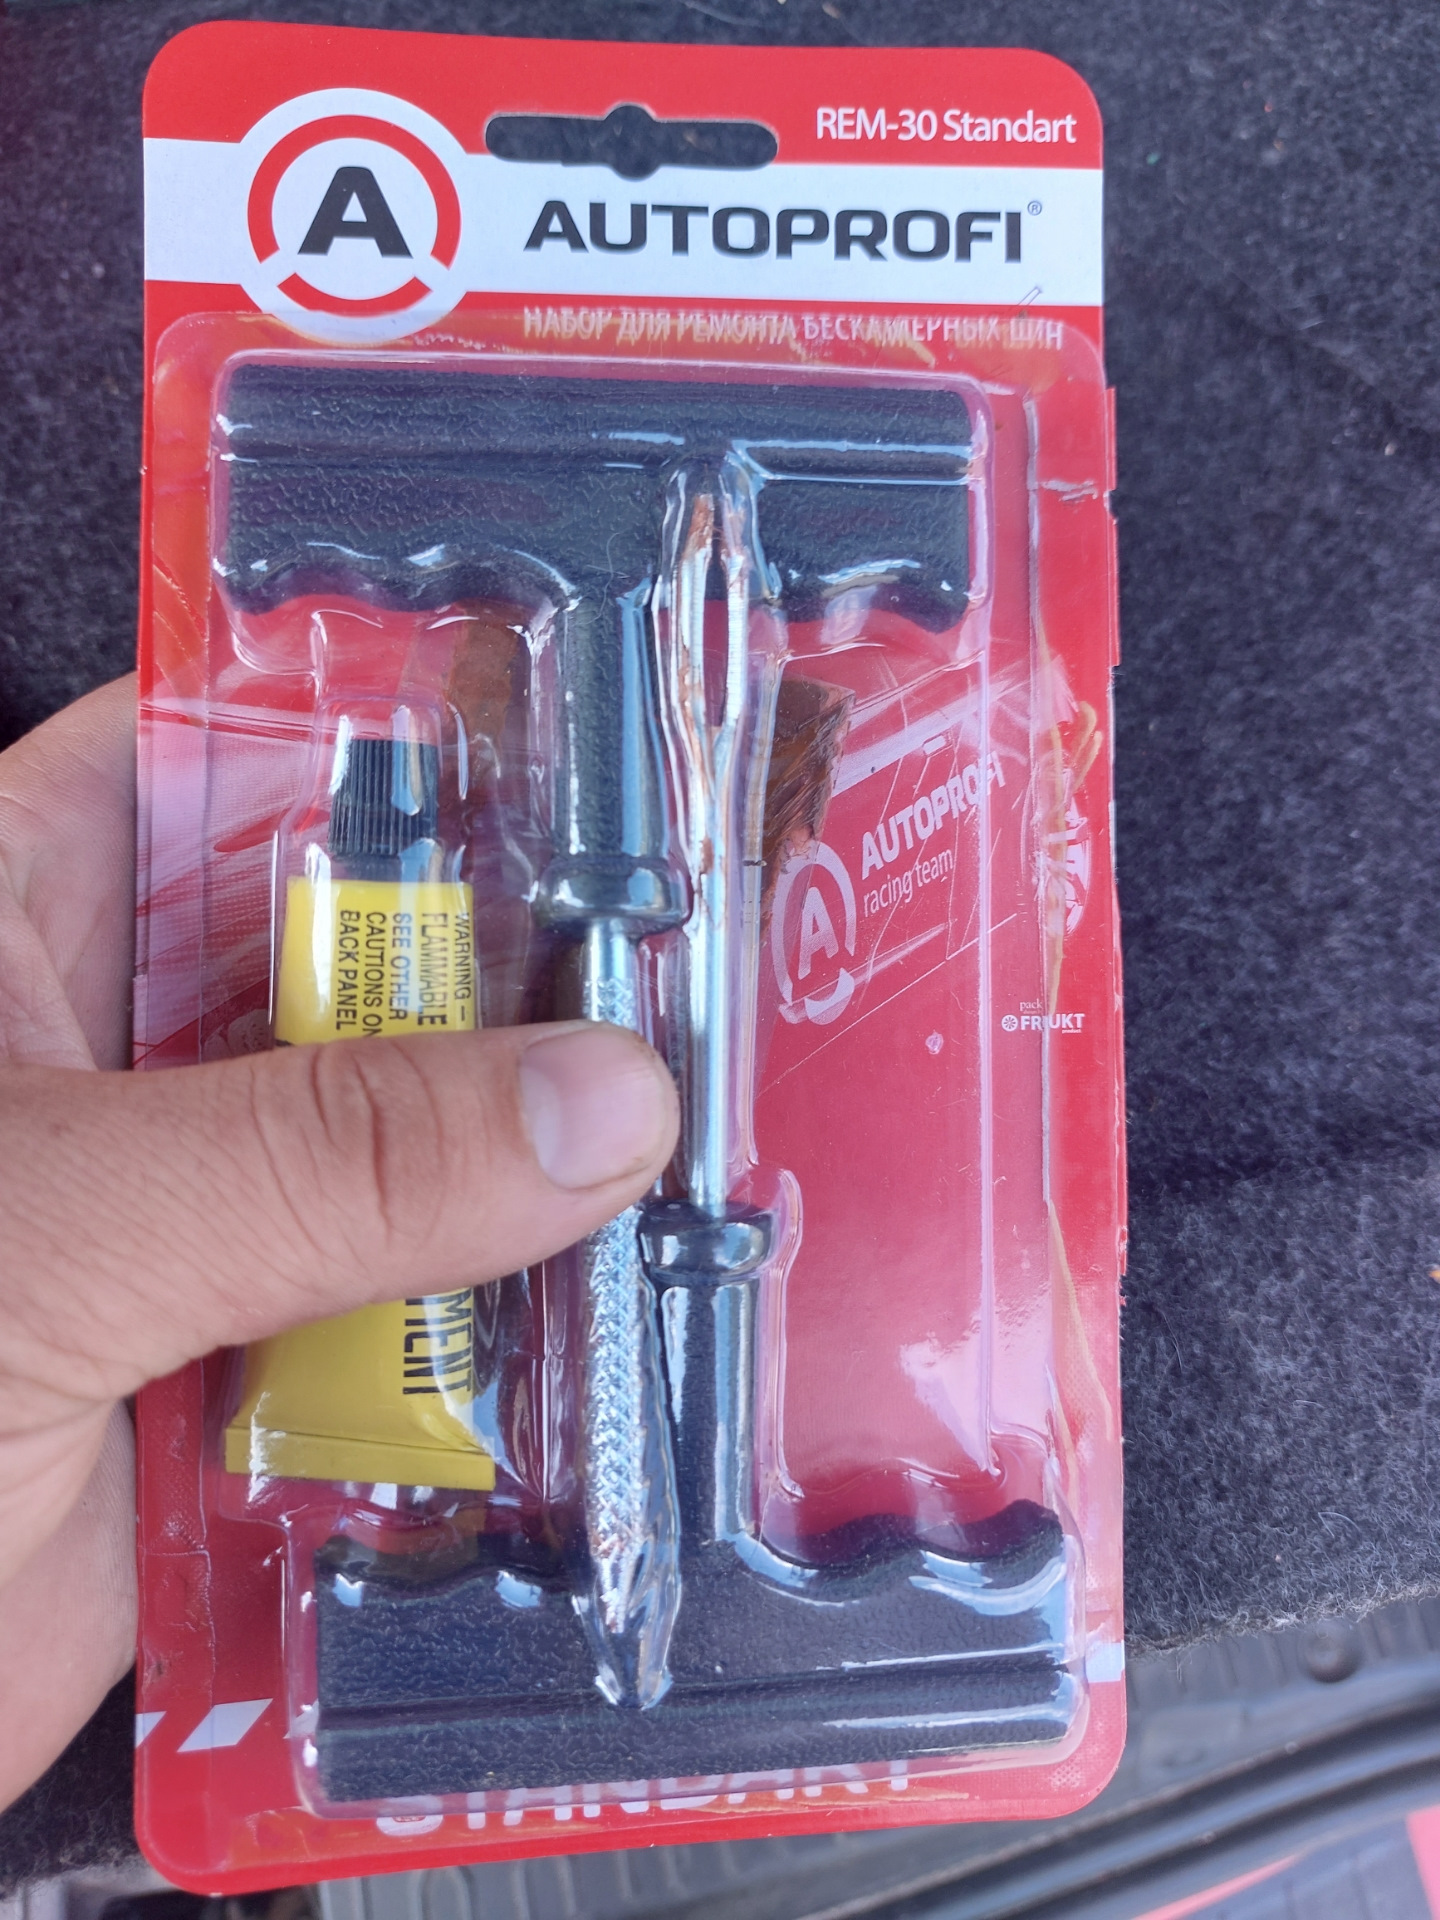 REM-30 Standart
A
AUTOPROFI®
НАБОР ДЛЯ РЕМОНТА БЕСКАМЕРНЫХ ШИН
WARNING –
FLAMMABLE
SEE OTHER
CAUTIONS ON
BACK PANEL
AUTOPROFI
A
racing team
pack
FRUKT
STANDART